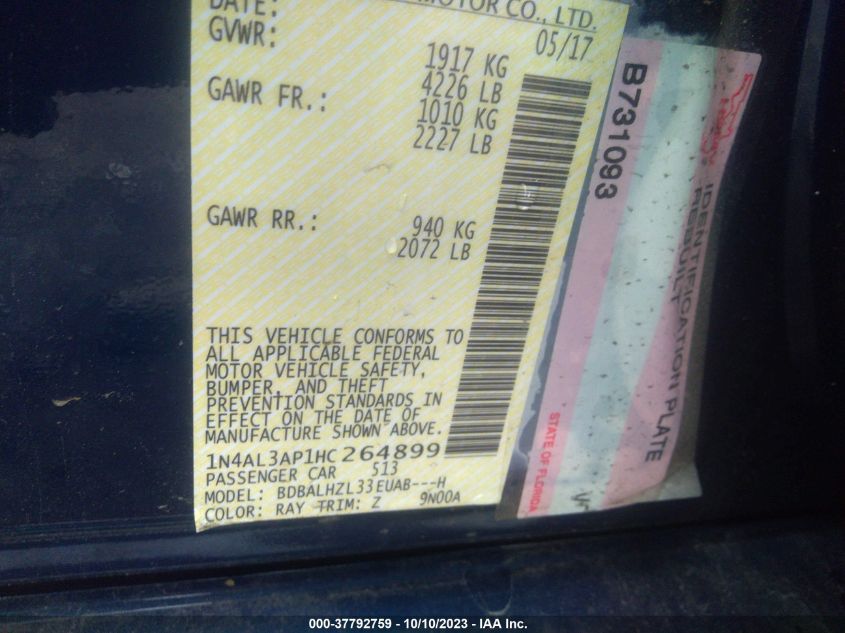 DATE: MOTOR CO., LTD.
05/17
GVWR: 1917 KG
4226 LB
GAWR FR.: 1010 KG
2227 LB
GAWR RR.: 940 KG
2072 LB
THIS VEHICLE CONFORMS TO
ALL APPLICABLE FEDERAL
MOTOR VEHICLE SAFETY,
BUMPER, AND THEFT
PREVENTION STANDARDS IN
EFFECT ON THE DATE OF
MANUFACTURE SHOWN ABOVE.
1N4AL3AP1HC264899
PASSENGER CAR 513
MODEL: BDBALHZL33EUAB---H
COLOR: RAY TRIM: Z 9N00A
B731093
IDENTIFICATION PLATE
REBUILT
STATE OF FLORIDA
000-37792759 - 10/10/2023 - IAA Inc.